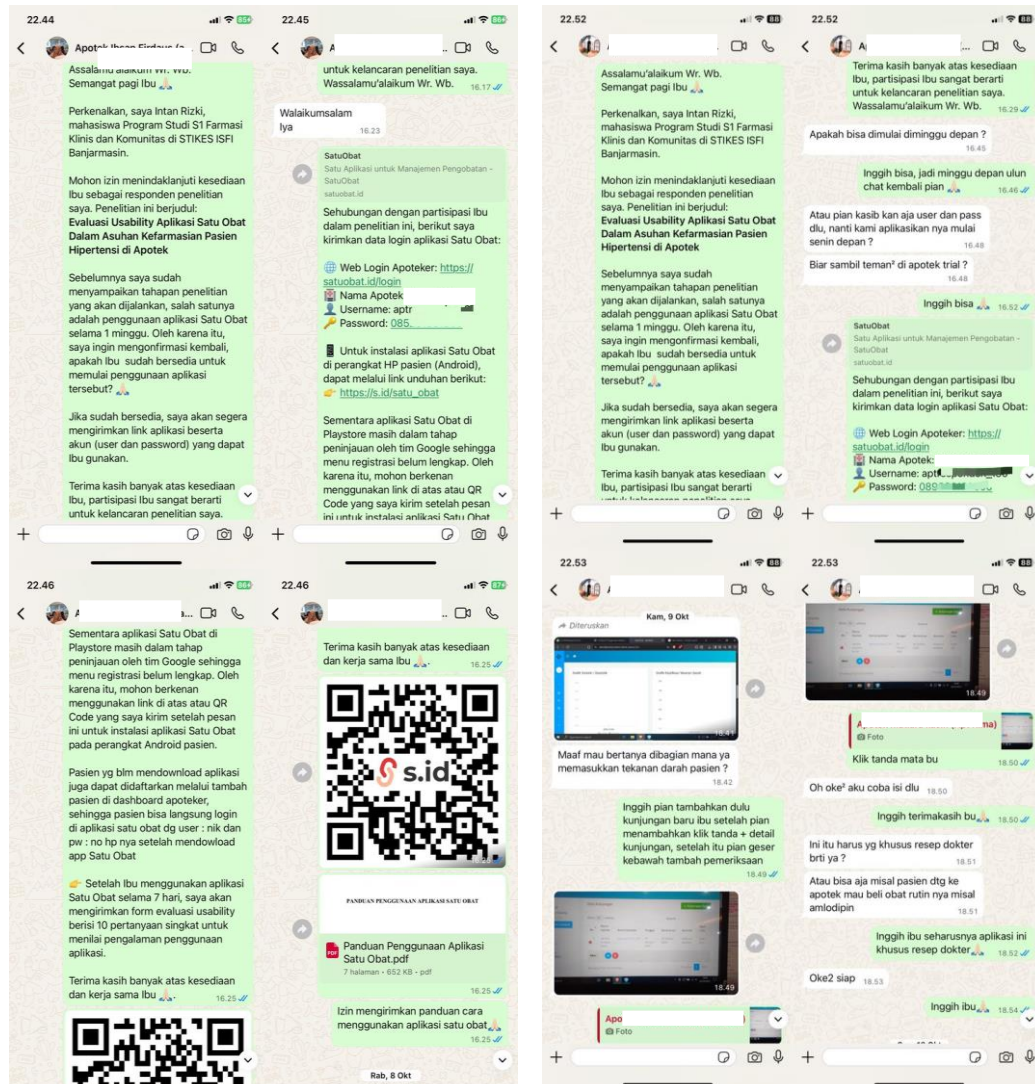 22.44
Apotek Ihsan Firdaus (a...
Assalamu'alaikum Wr. Wb.
Semangat pagi Ibu 🙏🏻
Perkenalkan, saya Intan Rizki,
mahasiswa Program Studi S1 Farmasi
Klinis dan Komunitas di STIKES ISFI
Banjarmasin.
Mohon izin menindaklanjuti kesediaan
Ibu sebagai responden penelitian
saya. Penelitian ini berjudul:
Evaluasi Usability Aplikasi Satu Obat
Dalam Asuhan Kefarmasian Pasien
Hipertensi di Apotek
Sebelumnya saya sudah
menyampaikan tahapan penelitian
yang akan dijalankan, salah satunya
adalah penggunaan aplikasi Satu Obat
selama 1 minggu. Oleh karena itu,
saya ingin mengonfirmasi kembali,
apakah Ibu sudah bersedia untuk
memulai penggunaan aplikasi
tersebut? 🙏🏻
Jika sudah bersedia, saya akan segera
mengirimkan link aplikasi beserta
akun (user dan password) yang dapat
Ibu gunakan.
Terima kasih banyak atas kesediaan
Ibu, partisipasi Ibu sangat berarti
untuk kelancaran penelitian saya.
22.45
86
untuk kelancaran penelitian saya.
Wassalamu'alaikum Wr. Wb. 16.17
Walaikumsalam
Iya 16.23
SatuObat
Satu Aplikasi untuk Manajemen Pengobatan -
SatuObat
satuobat.id
Sehubungan dengan partisipasi Ibu
dalam penelitian ini, berikut saya
kirimkan data login aplikasi Satu Obat:
🌐 Web Login Apoteker: https://
satuobat.id/login
🏥 Nama Apotek
👤 Username: aptr
🔑 Password: 085.
📱 Untuk instalasi aplikasi Satu Obat
di perangkat HP pasien (Android),
dapat melalui link unduhan berikut:
👉 https://s.id/satu_obat
Sementara aplikasi Satu Obat di
Playstore masih dalam tahap
peninjauan oleh tim Google sehingga
menu registrasi belum lengkap. Oleh
karena itu, mohon berkenan
menggunakan link di atas atau QR
Code yang saya kirim setelah pesan
ini untuk instalasi aplikasi Satu Obat
22.46
Sementara aplikasi Satu Obat di
Playstore masih dalam tahap
peninjauan oleh tim Google sehingga
menu registrasi belum lengkap. Oleh
karena itu, mohon berkenan
menggunakan link di atas atau QR
Code yang saya kirim setelah pesan
ini untuk instalasi aplikasi Satu Obat
pada perangkat Android pasien.
Pasien yg blm mendownload aplikasi
juga dapat didaftarkan melalui tambah
pasien di dashboard apoteker,
sehingga pasien bisa langsung login
di aplikasi satu obat dg user : nik dan
pw : no hp nya setelah mendowload
app Satu Obat
👉 Setelah Ibu menggunakan aplikasi
Satu Obat selama 7 hari, saya akan
mengirimkan form evaluasi usability
berisi 10 pertanyaan singkat untuk
menilai pengalaman penggunaan
aplikasi.
Terima kasih banyak atas kesediaan
dan kerja sama Ibu 🙏🏻. 16.25
22.46
87
Terima kasih banyak atas kesediaan
dan kerja sama Ibu 🙏🏻. 16.25
s.id
PANDUAN PENGGUNAAN APLIKASI SATU OBAT
Panduan Penggunaan Aplikasi
Satu Obat.pdf
7 halaman • 652 KB • pdf
16.25
Izin mengirimkan panduan cara
menggunakan aplikasi satu obat🙏🏻
16.25
Rab, 8 Okt
22.52
88
Assalamu'alaikum Wr. Wb.
Semangat pagi Ibu 🙏🏻
Perkenalkan, saya Intan Rizki,
mahasiswa Program Studi S1 Farmasi
Klinis dan Komunitas di STIKES ISFI
Banjarmasin.
Mohon izin menindaklanjuti kesediaan
Ibu sebagai responden penelitian
saya. Penelitian ini berjudul:
Evaluasi Usability Aplikasi Satu Obat
Dalam Asuhan Kefarmasian Pasien
Hipertensi di Apotek
Sebelumnya saya sudah
menyampaikan tahapan penelitian
yang akan dijalankan, salah satunya
adalah penggunaan aplikasi Satu Obat
selama 1 minggu. Oleh karena itu,
saya ingin mengonfirmasi kembali,
apakah Ibu sudah bersedia untuk
memulai penggunaan aplikasi
tersebut? 🙏🏻
Jika sudah bersedia, saya akan segera
mengirimkan link aplikasi beserta
akun (user dan password) yang dapat
Ibu gunakan.
Terima kasih banyak atas kesediaan
Ibu, partisipasi Ibu sangat berarti
untuk kelancaran penelitian saya
22.52
88
Terima kasih banyak atas kesediaan
Ibu, partisipasi Ibu sangat berarti
untuk kelancaran penelitian saya.
Wassalamu'alaikum Wr. Wb. 16.29
Apakah bisa dimulai diminggu depan ?
16.45
Inggih bisa, jadi minggu depan ulun
chat kembali pian 🙏🏻 16.46
Atau pian kasib kan aja user dan pass
dlu, nanti kami aplikasikan nya mulai
senin depan ? 16.48
Biar sambil teman² di apotek trial ?
16.48
Inggih bisa 🙏🏻 16.52
SatuObat
Satu Aplikasi untuk Manajemen Pengobatan -
SatuObat
satuobat.id
Sehubungan dengan partisipasi Ibu
dalam penelitian ini, berikut saya
kirimkan data login aplikasi Satu Obat:
🌐 Web Login Apoteker: https://
satuobat.id/login
🏥 Nama Apotek:
👤 Username:
🔑 Password: 089
22.53
88
Kam, 9 Okt
Diteruskan
18.41
Maaf mau bertanya dibagian mana ya
memasukkan tekanan darah pasien ?
18.42
Inggih pian tambahkan dulu
kunjungan baru ibu setelah pian
menambahkan klik tanda + detail
kunjungan, setelah itu pian geser
kebawah tambah pemeriksaan
18.49
18.49
Apo
Foto
22.53
88
18.49
Foto
Klik tanda mata bu
18.50
Oh oke² aku coba isi dlu 18.50
Inggih terimakasih bu🙏🏻 18.50
Ini itu harus yg khusus resep dokter
brti ya ? 18.51
Atau bisa aja misal pasien dtg ke
apotek mau beli obat rutin nya misal
amlodipin 18.51
Inggih ibu seharusnya aplikasi ini
khusus resep dokter🙏🏻 18.52
Oke2 siap 18.53
Inggih ibu🙏🏻 18.54